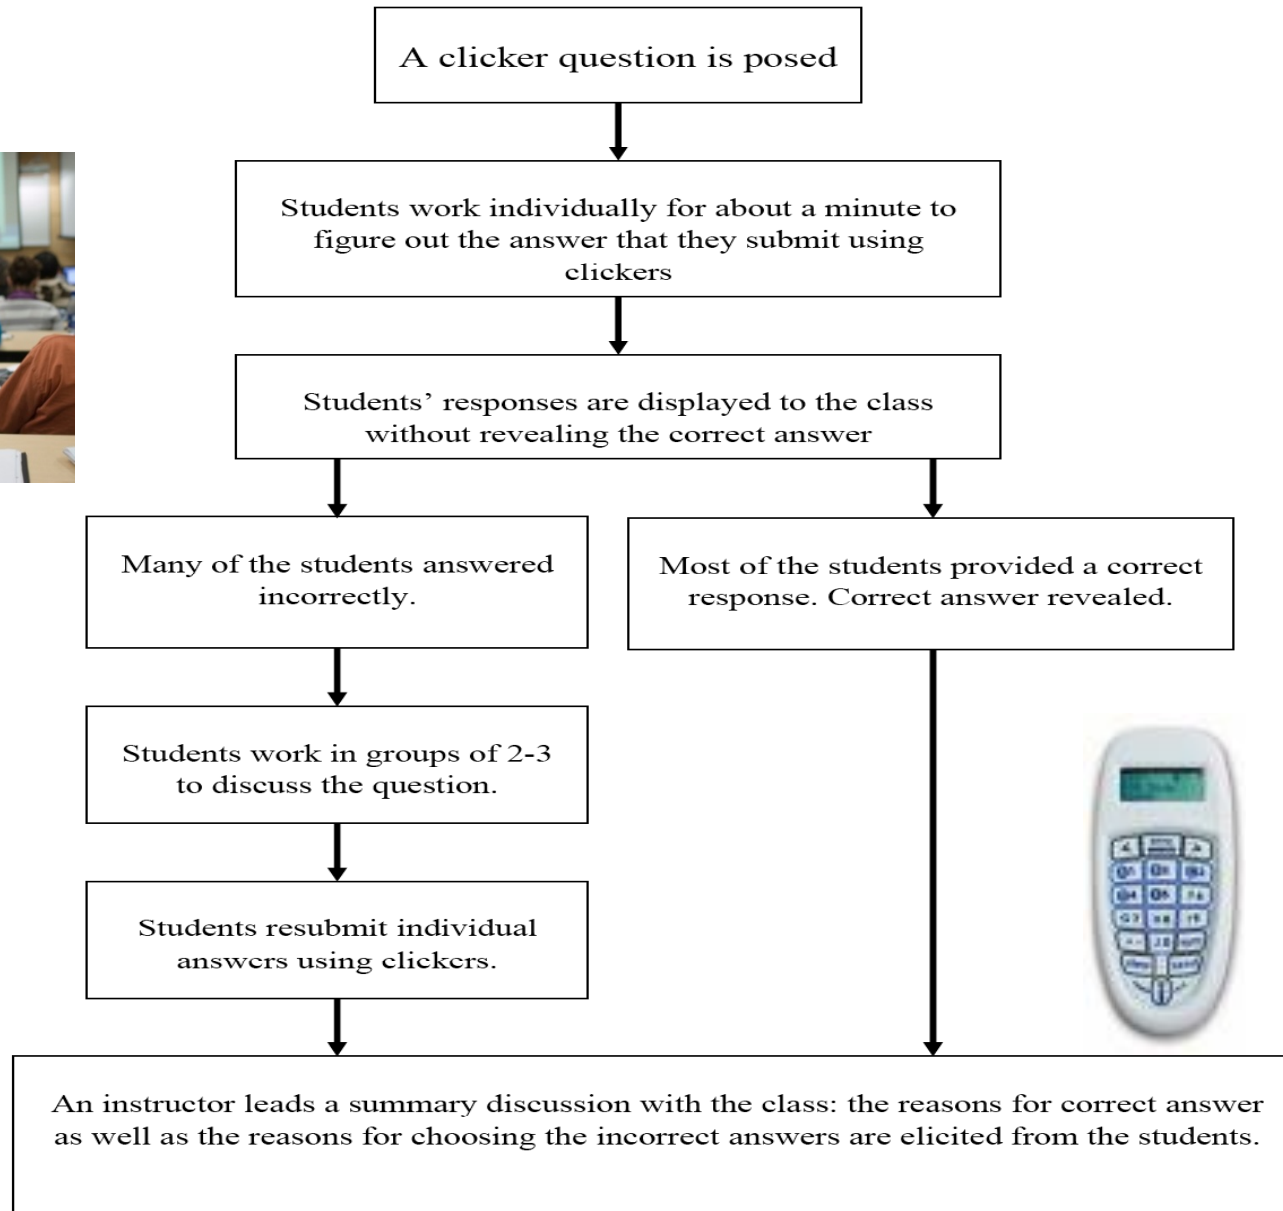 A clicker question is posed
Students work individually for about a minute to
figure out the answer that they submit using
clickers
Students’ responses are displayed to the class
without revealing the correct answer
Many of the students answered
incorrectly.
Most of the students provided a correct
response. Correct answer revealed.
Students work in groups of 2-3
to discuss the question.
Students resubmit individual
answers using clickers.
An instructor leads a summary discussion with the class: the reasons for correct answer
as well as the reasons for choosing the incorrect answers are elicited from the students.